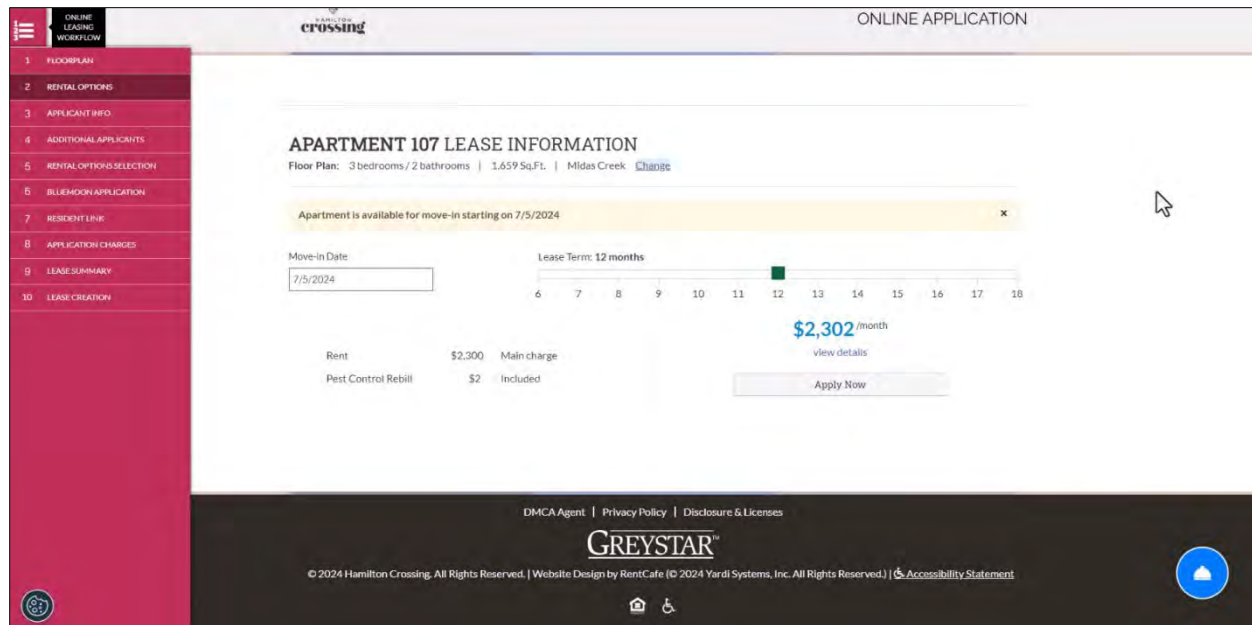 ONLINE
LEASING
WORKFLOW
HAMILTON
crossing
ONLINE APPLICATION
1 FLOORPLAN
2 RENTAL OPTIONS
3 APPLICANT INFO
4 ADDITIONAL APPLICANTS
5 RENTAL OPTIONS SELECTION
6 BLUEMOON APPLICATION
7 RESIDENT LINK
8 APPLICATION CHARGES
9 LEASE SUMMARY
10 LEASE CREATION
APARTMENT 107 LEASE INFORMATION
Floor Plan: 3 bedrooms / 2 bathrooms | 1,659 Sq.Ft. | Midas Creek Change
Apartment is available for move-in starting on 7/5/2024 ×
Move-in Date
7/5/2024
Lease Term: 12 months
6 7 8 9 10 11 12 13 14 15 16 17 18
$2,302 /month
view details
Apply Now
Rent $2,300 Main charge
Pest Control Rebill $2 Included
DMCA Agent | Privacy Policy | Disclosure & Licenses
GREYSTAR™
© 2024 Hamilton Crossing. All Rights Reserved. | Website Design by RentCafe (© 2024 Yardi Systems, Inc. All Rights Reserved.) | Accessibility Statement